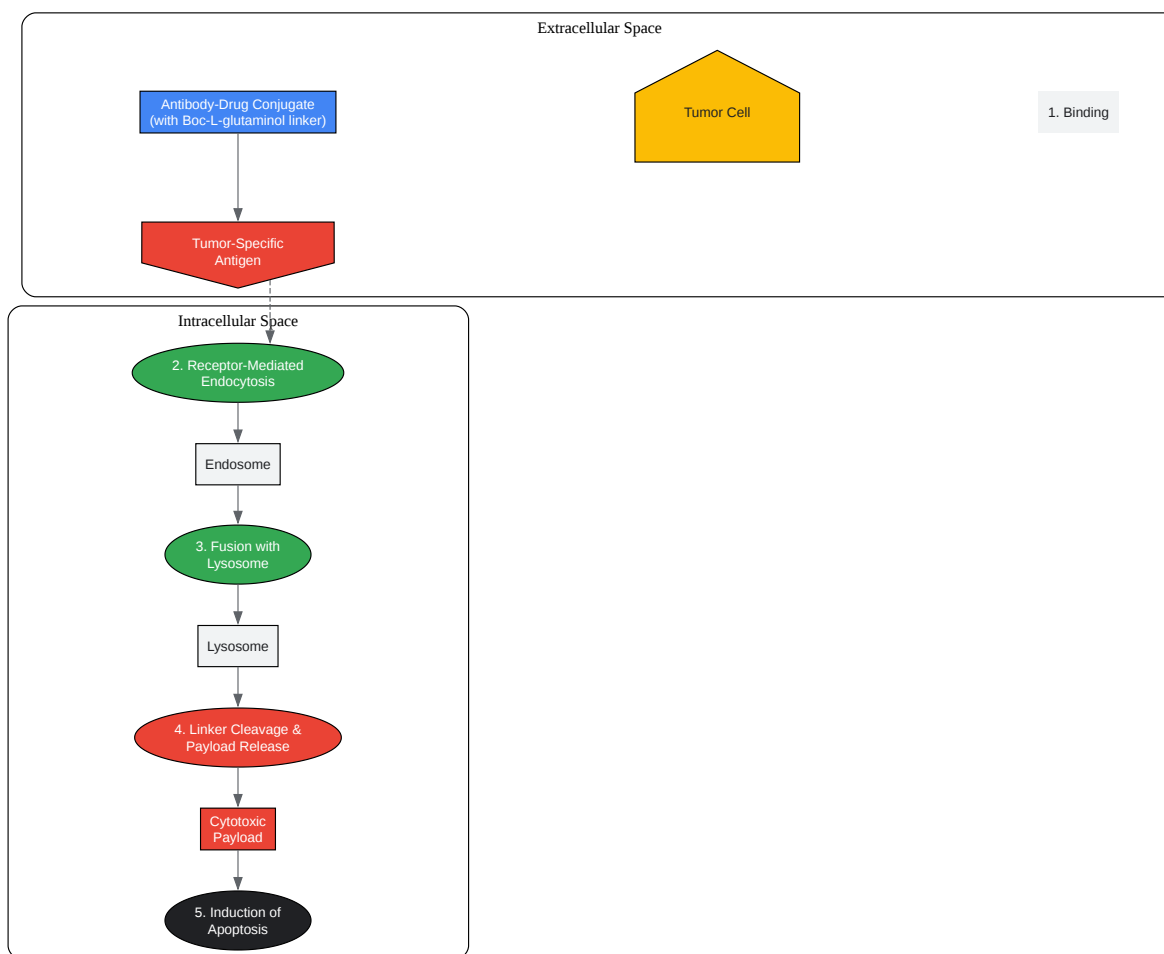 Extracellular Space
Antibody-Drug Conjugate
(with Boc-L-glutaminol linker)
Tumor Cell
1. Binding
Tumor-Specific
Antigen
Intracellular Space
2. Receptor-Mediated
Endocytosis
Endosome
3. Fusion with
Lysosome
Lysosome
4. Linker Cleavage &
Payload Release
Cytotoxic
Payload
5. Induction of
Apoptosis